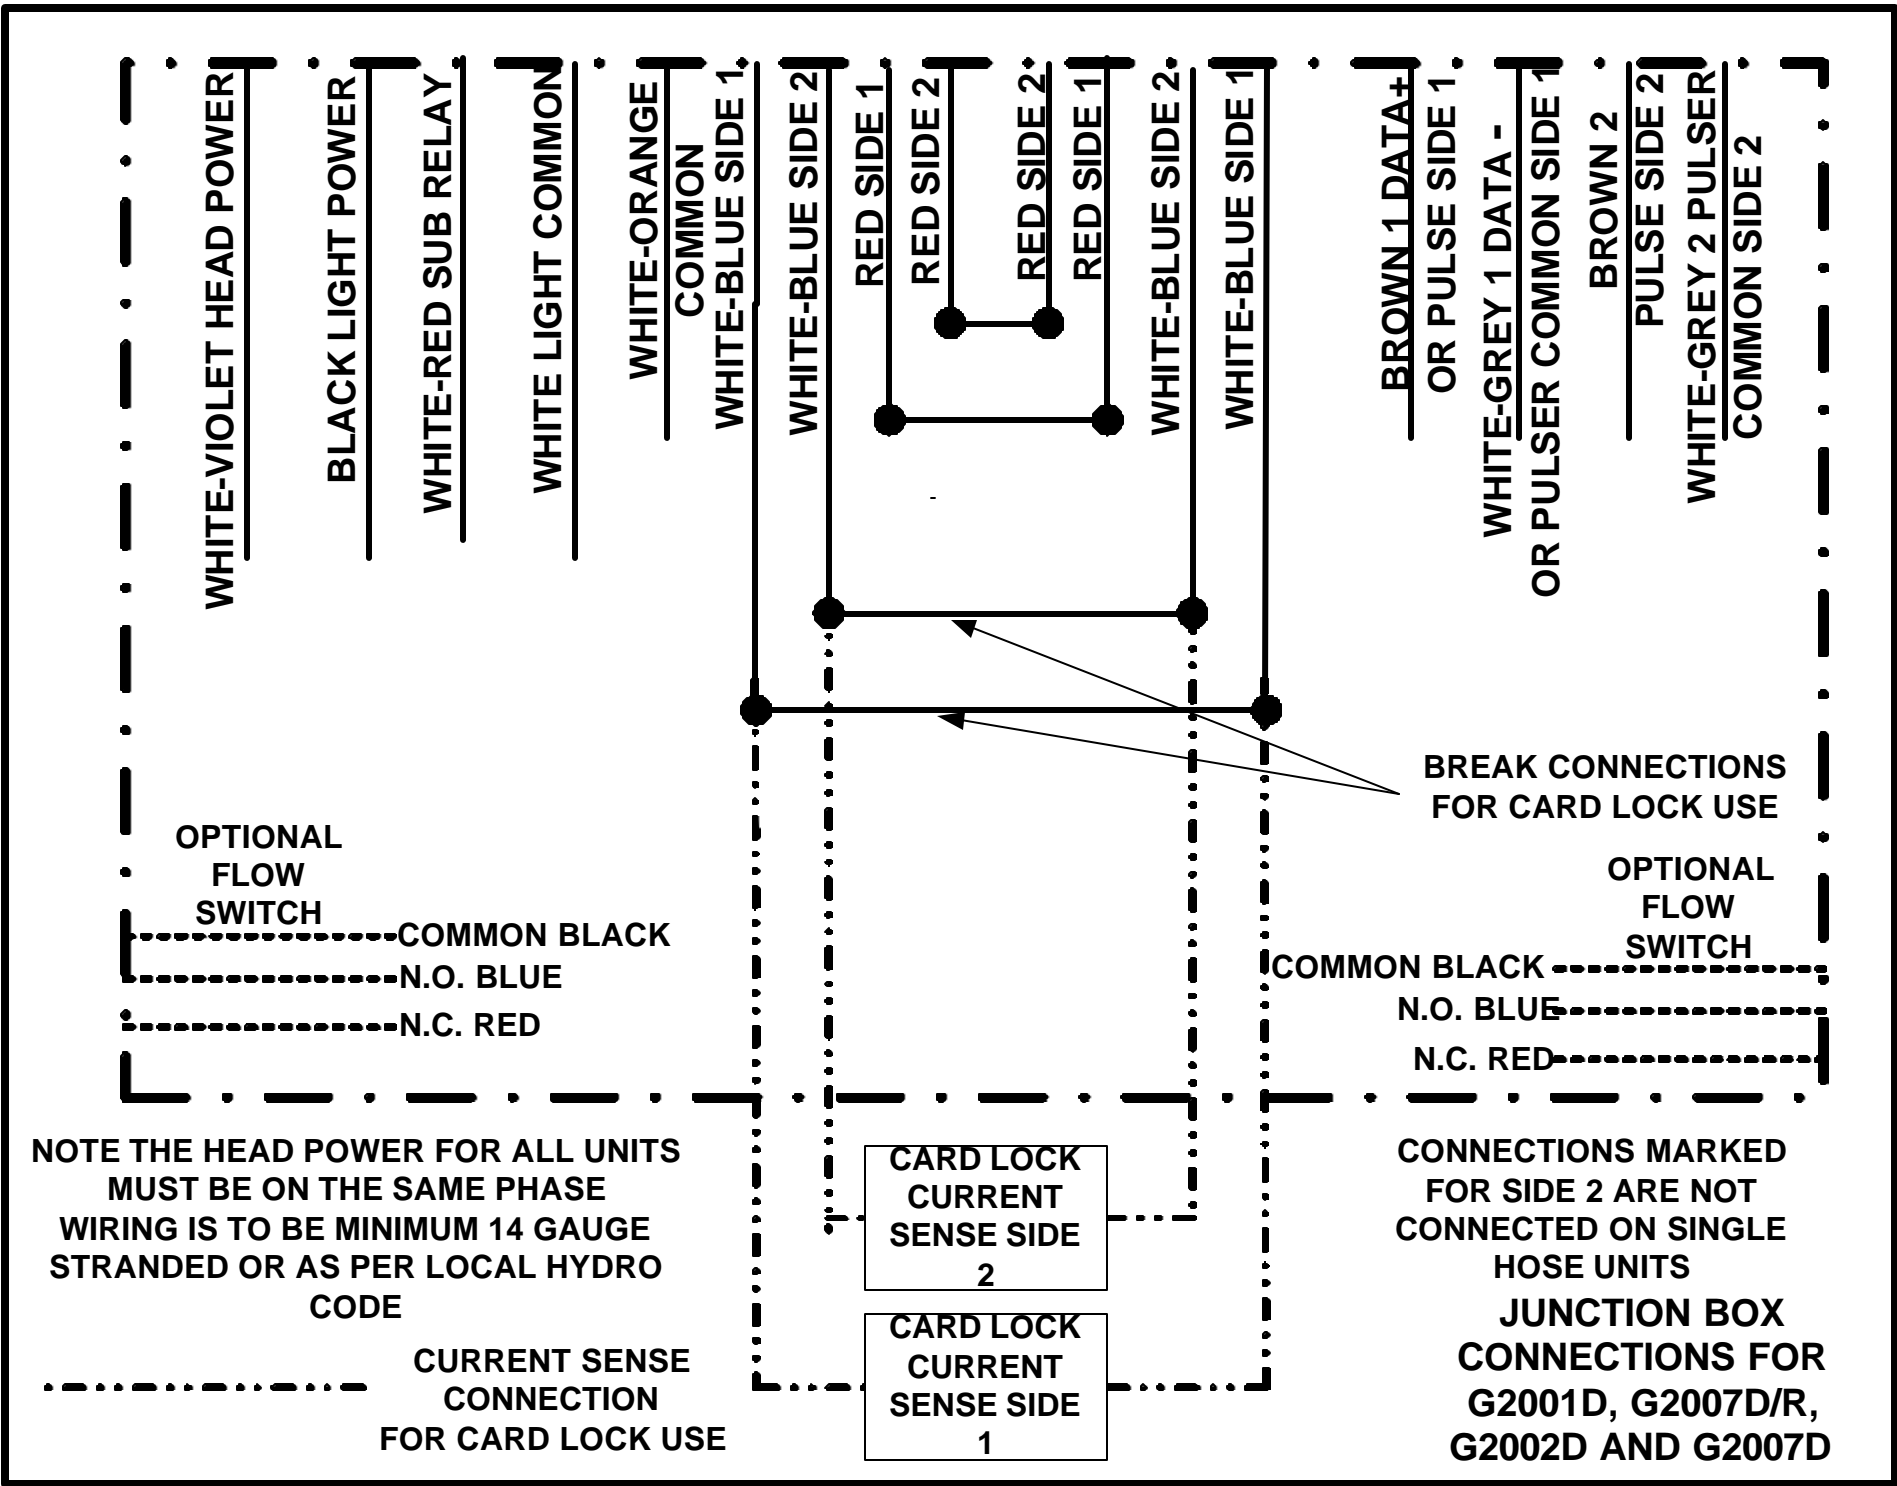 WHITE-VIOLET HEAD POWER
BLACK LIGHT POWER
WHITE-RED SUB RELAY
WHITE LIGHT COMMON
WHITE-ORANGE
COMMON
WHITE-BLUE SIDE 1
WHITE-BLUE SIDE 2
RED SIDE 1
RED SIDE 2
RED SIDE 2
RED SIDE 1
WHITE-BLUE SIDE 2
WHITE-BLUE SIDE 1
BROWN 1 DATA+
OR PULSE SIDE 1
WHITE-GREY 1 DATA -
OR PULSER COMMON SIDE 1
BROWN 2
PULSE SIDE 2
WHITE-GREY 2 PULSER
COMMON SIDE 2
BREAK CONNECTIONS
FOR CARD LOCK USE
OPTIONAL
FLOW
SWITCH
COMMON BLACK
N.O. BLUE
N.C. RED
OPTIONAL
FLOW
SWITCH
COMMON BLACK
N.O. BLUE
N.C. RED
NOTE THE HEAD POWER FOR ALL UNITS
MUST BE ON THE SAME PHASE
WIRING IS TO BE MINIMUM 14 GAUGE
STRANDED OR AS PER LOCAL HYDRO
CODE
CURRENT SENSE
CONNECTION
FOR CARD LOCK USE
CARD LOCK
CURRENT
SENSE SIDE
2
CARD LOCK
CURRENT
SENSE SIDE
1
CONNECTIONS MARKED
FOR SIDE 2 ARE NOT
CONNECTED ON SINGLE
HOSE UNITS
JUNCTION BOX
CONNECTIONS FOR
G2001D, G2007D/R,
G2002D AND G2007D